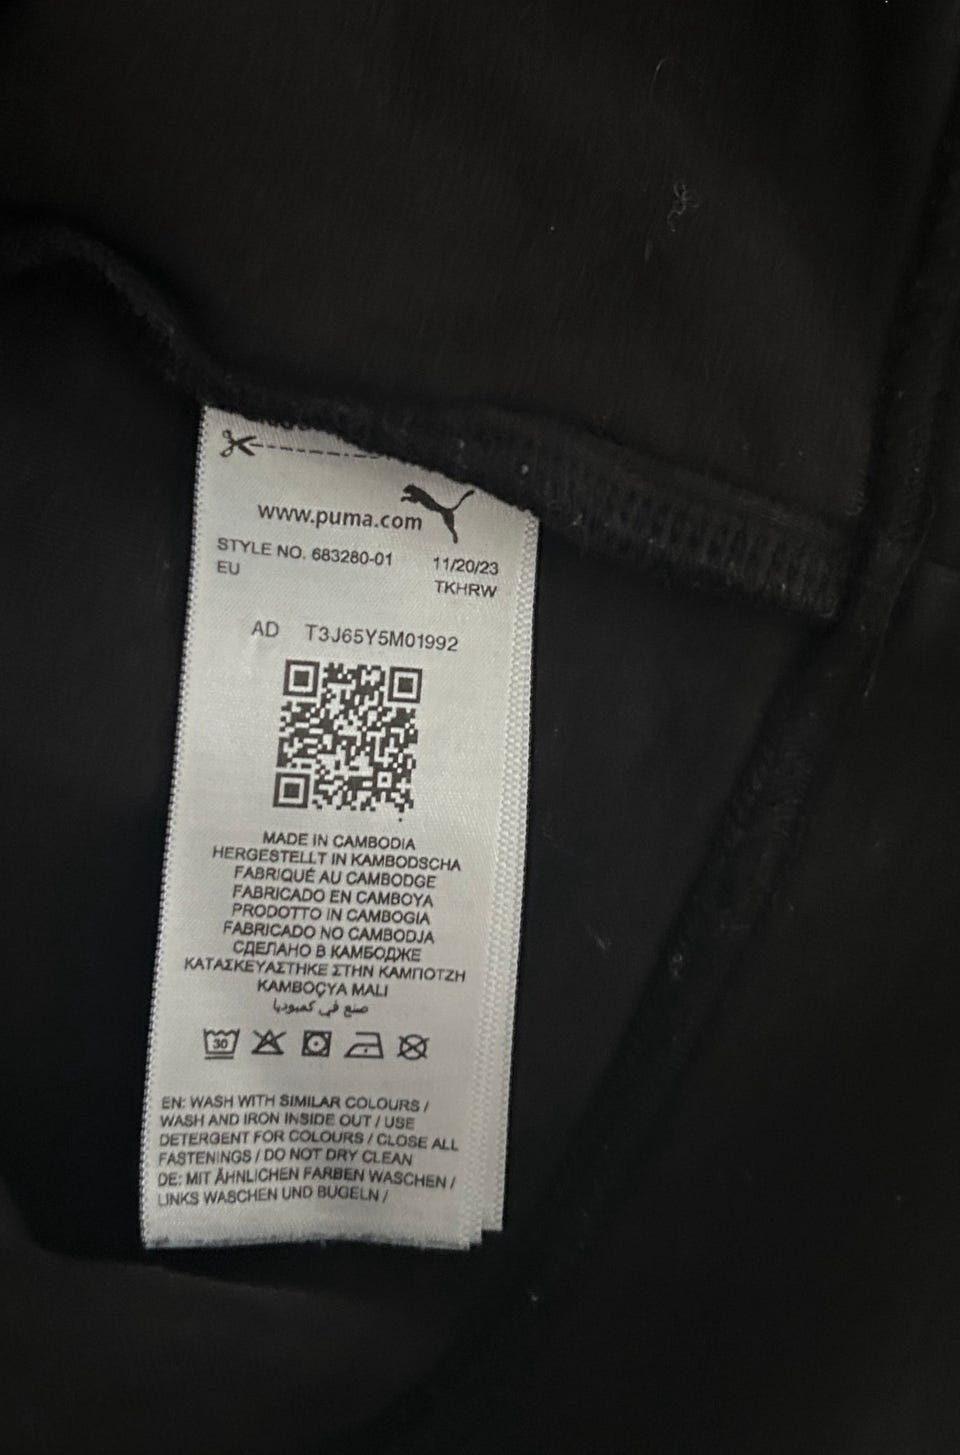 www.puma.com
STYLE NO. 683280-01 11/20/23
EU TKHRW
AD T3J65Y5M01992
MADE IN CAMBODIA
HERGESTELLT IN KAMBODSCHA
FABRIQUÉ AU CAMBODGE
FABRICADO EN CAMBOYA
PRODOTTO IN CAMBOGIA
FABRICADO NO CAMBODJA
СДЕЛАНО В КАМБОДЖЕ
ΚΑΤΑΣΚΕΥΑΣΤΗΚΕ ΣΤΗΝ ΚΑΜΠΟΤΖΗ
KAMBOÇYA MALI
صنع في كمبوديا
30
EN: WASH WITH SIMILAR COLOURS /
WASH AND IRON INSIDE OUT / USE
DETERGENT FOR COLOURS / CLOSE ALL
FASTENINGS / DO NOT DRY CLEAN
DE: MIT ÄHNLICHEN FARBEN WASCHEN /
LINKS WASCHEN UND BÜGELN /